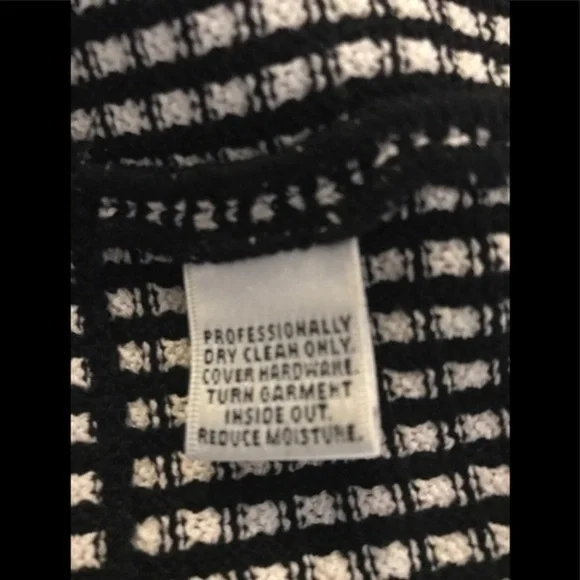 PROFESSIONALLY
DRY CLEAN ONLY.
COVER HARDWARE.
TURN GARMENT
INSIDE OUT.
REDUCE MOISTURE.